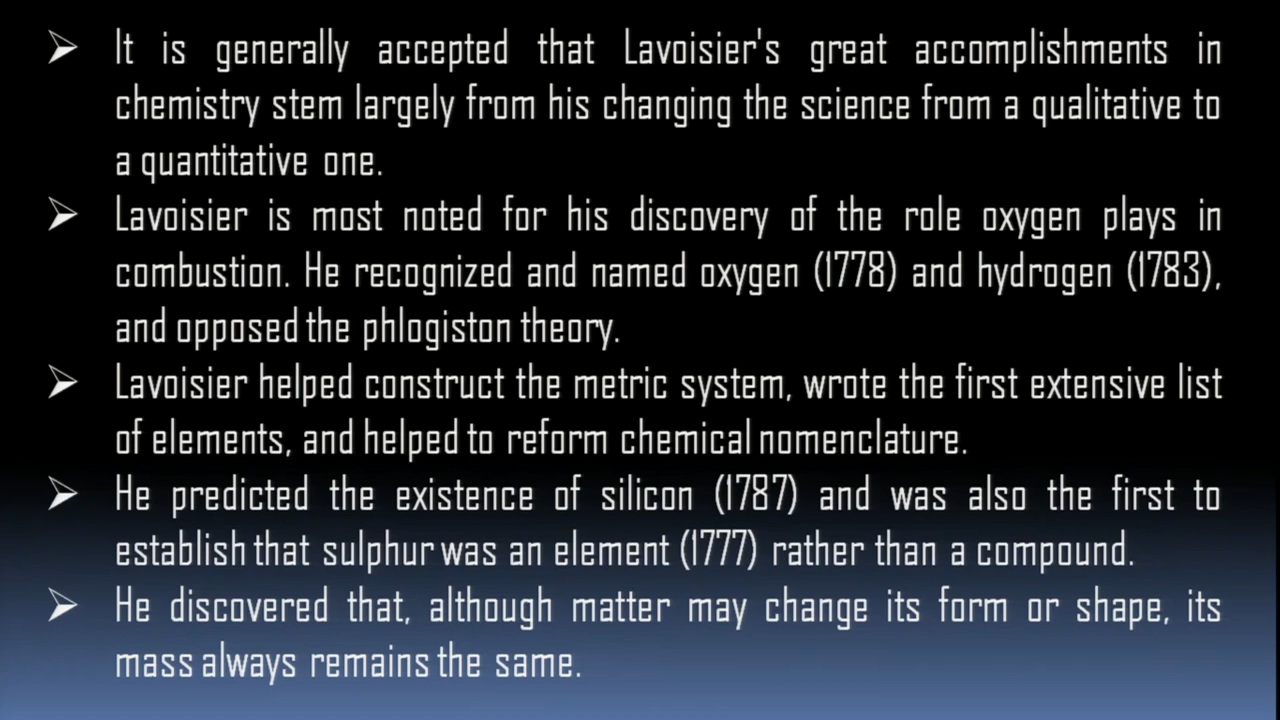 It is generally accepted that Lavoisier's great accomplishments in
chemistry stem largely from his changing the science from a qualitative to
a quantitative one.
Lavoisier is most noted for his discovery of the role oxygen plays in
combustion. He recognized and named oxygen (1778) and hydrogen (1783),
and opposed the phlogiston theory.
Lavoisier helped construct the metric system, wrote the first extensive list
of elements, and helped to reform chemical nomenclature.
He predicted the existence of silicon (1787) and was also the first to
establish that sulphur was an element (1777) rather than a compound.
He discovered that, although matter may change its form or shape, its
mass always remains the same.